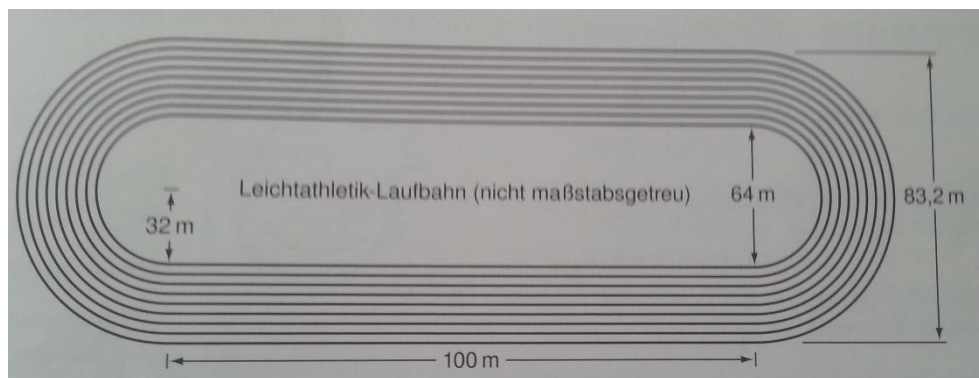 Leichtathletik-Laufbahn (nicht maßstabsgetreu)
64 m
83,2 m
32 m
100 m